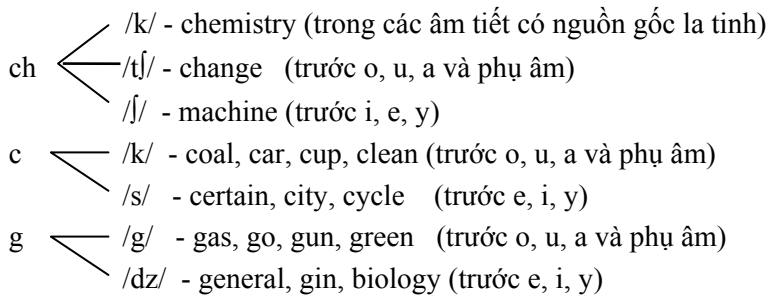 /k/ - chemistry (trong các âm tiết có nguồn gốc la tinh)
ch /t∫/ - change (trước o, u, a và phụ âm)
/∫/ - machine (trước i, e, y)
c /k/ - coal, car, cup, clean (trước o, u, a và phụ âm)
/s/ - certain, city, cycle (trước e, i, y)
g /g/ - gas, go, gun, green (trước o, u, a và phụ âm)
/dz/ - general, gin, biology (trước e, i, y)